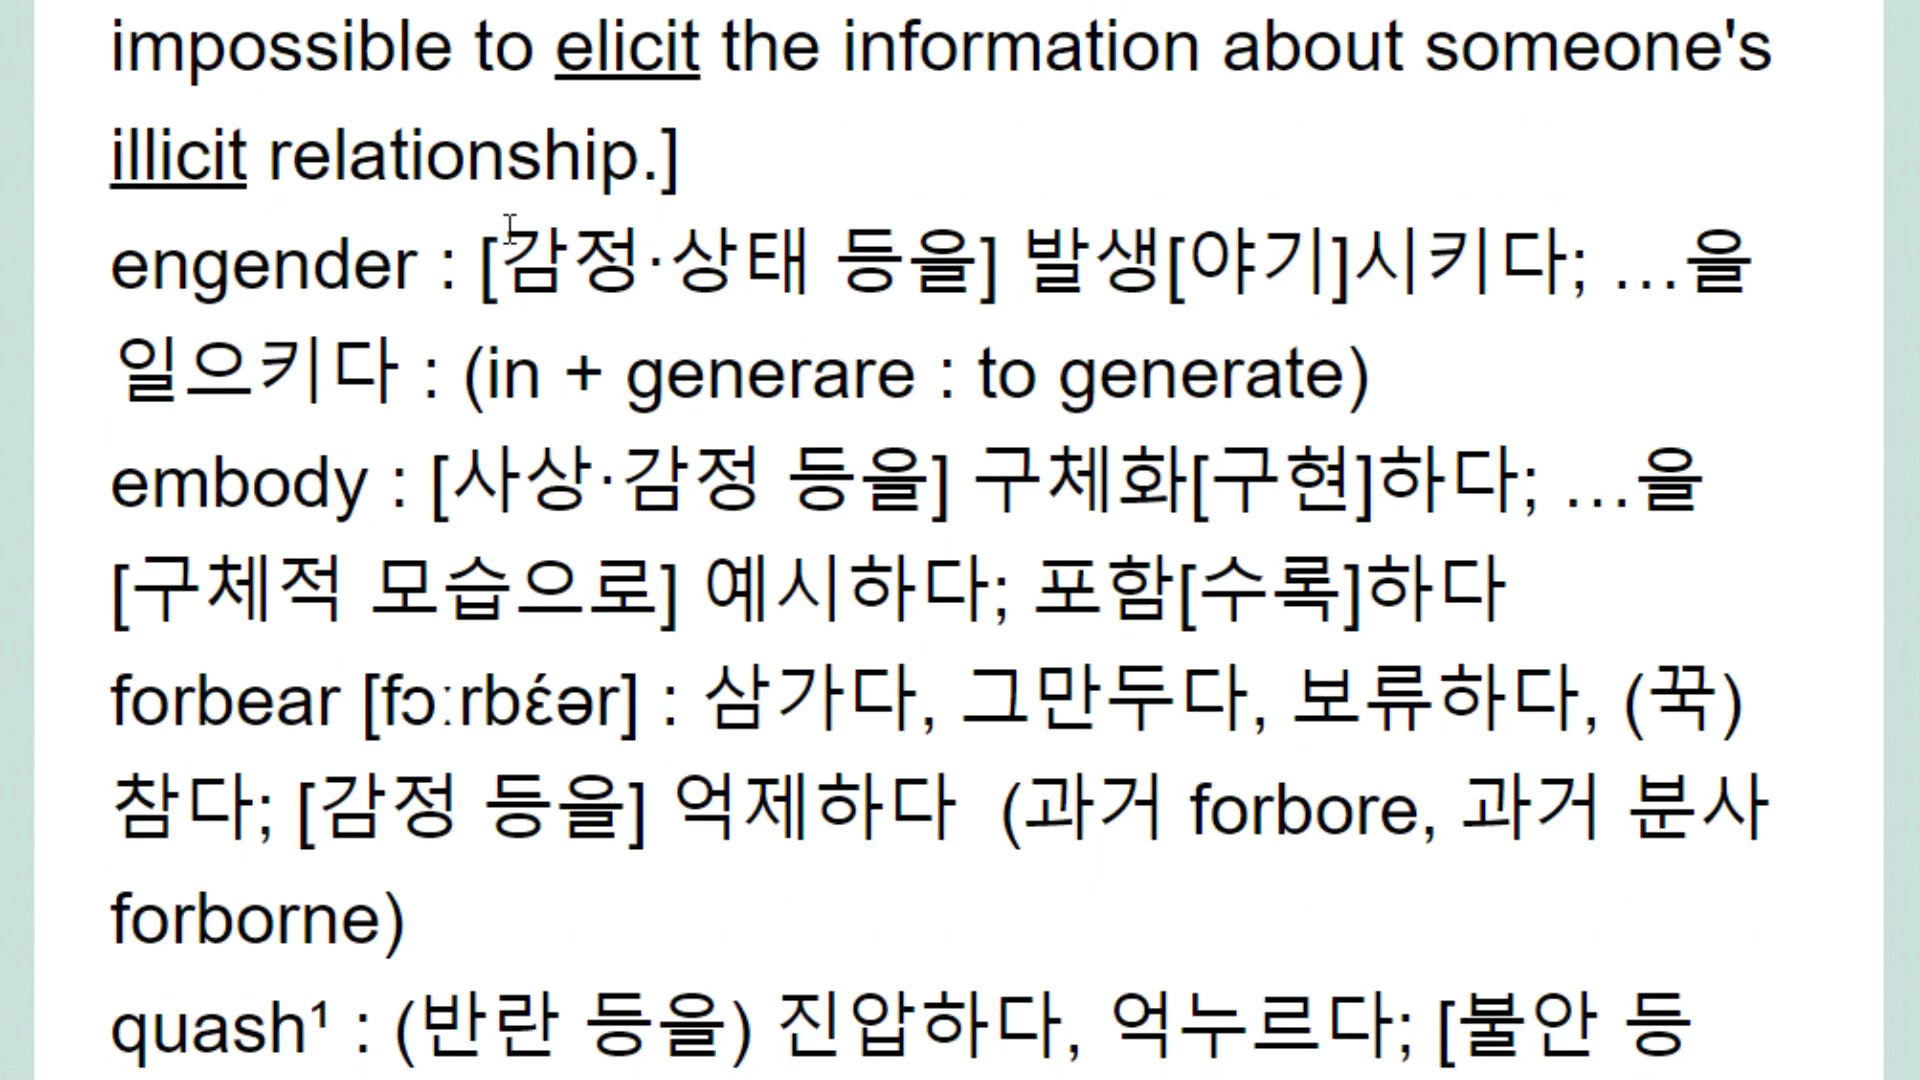 impossible to elicit the information about someone's
illicit relationship.]
engender : [감정·상태 등을] 발생[야기]시키다; …을
일으키다 : (in + generare : to generate)
embody : [사상·감정 등을] 구체화[구현]하다; …을
[구체적 모습으로] 예시하다; 포함[수록]하다
forbear [fɔːrbɛ́ər] : 삼가다, 그만두다, 보류하다, (꾹)
참다; [감정 등을] 억제하다  (과거 forbore, 과거 분사
forborne)
quash¹ : (반란 등을) 진압하다, 억누르다; [불안 등